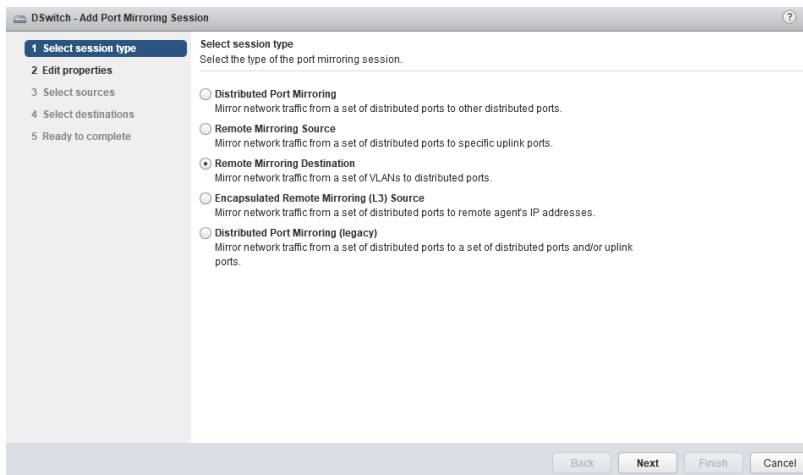 DSwitch - Add Port Mirroring Session
?
1 Select session type
2 Edit properties
3 Select sources
4 Select destinations
5 Ready to complete
Select session type
Select the type of the port mirroring session.
Distributed Port Mirroring
Mirror network traffic from a set of distributed ports to other distributed ports.
Remote Mirroring Source
Mirror network traffic from a set of distributed ports to specific uplink ports.
Remote Mirroring Destination
Mirror network traffic from a set of VLANs to distributed ports.
Encapsulated Remote Mirroring (L3) Source
Mirror network traffic from a set of distributed ports to remote agent's IP addresses.
Distributed Port Mirroring (legacy)
Mirror network traffic from a set of distributed ports to a set of distributed ports and/or uplink
ports.
Back Next Finish Cancel